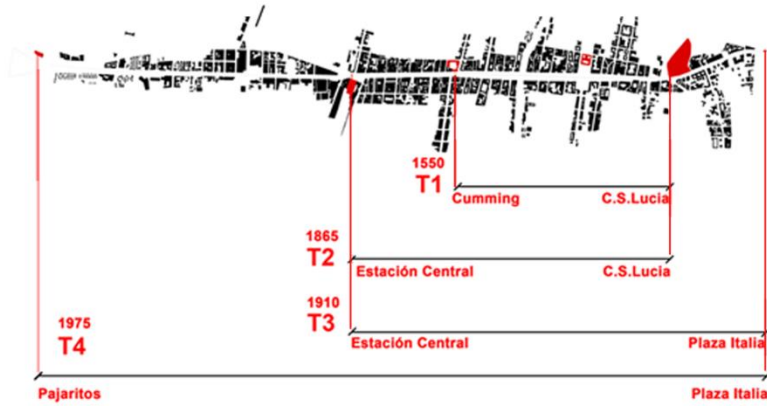 1550
T1
Cumming C.S.Lucia
1865
T2
Estación Central C.S.Lucia
1910
T3
Estación Central Plaza Italia
1975
T4
Pajaritos Plaza Italia